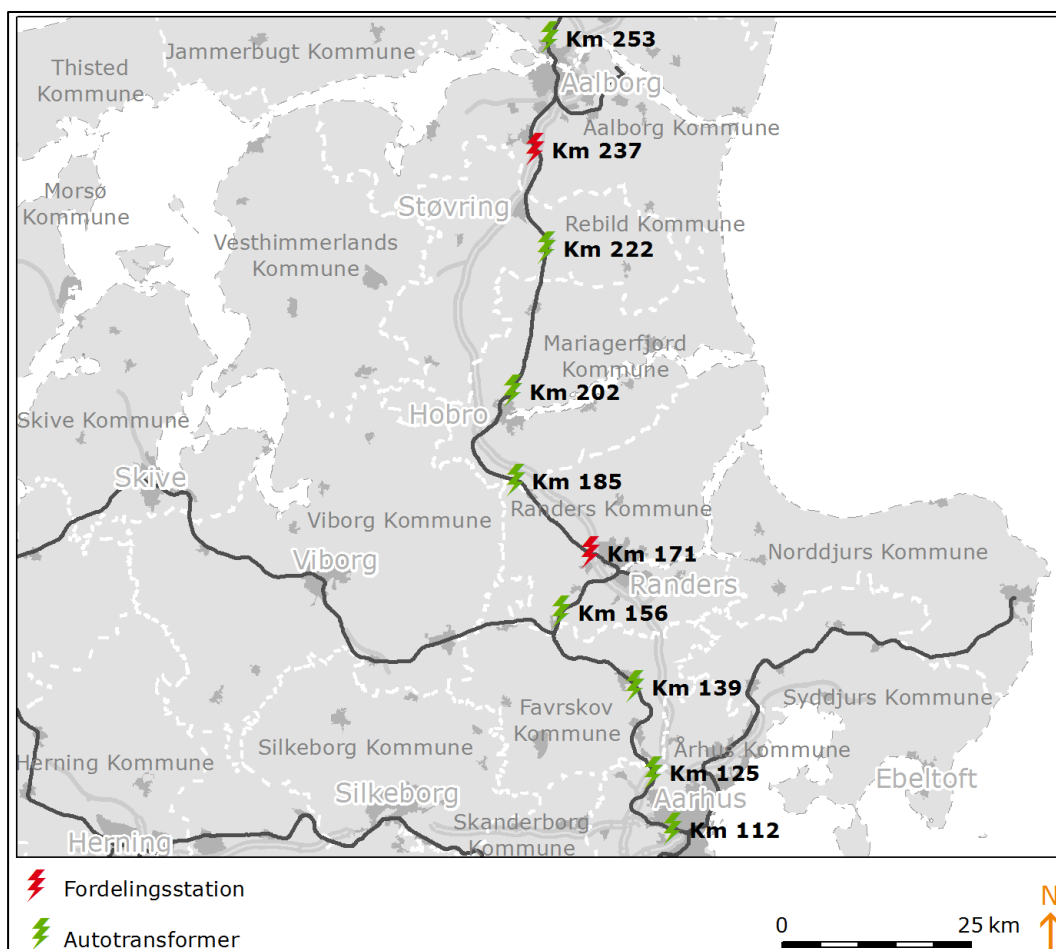 Km 253
Jammerbugt Kommune
Thisted
Kommune
Aalborg
Aalborg Kommune
Km 237
Morsø
Kommune
Støvring
Rebild Kommune
Vesthimmerlands
Kommune
Km 222
Mariagerfjord
Kommune
Km 202
Hobro
Skive Kommune
Skive
Km 185
Randers Kommune
Viborg Kommune
Km 171
Norddjurs Kommune
Viborg
Randers
Km 156
Km 139
Syddjurs Kommune
Favrskov
Kommune
Silkeborg Kommune
Århus Kommune
Herning Kommune
Km 125
Ebeltoft
Silkeborg
Aarhus
Skanderborg
Kommune
Km 112
Herning
Fordelingsstation
Autotransformer
0 25 km
N